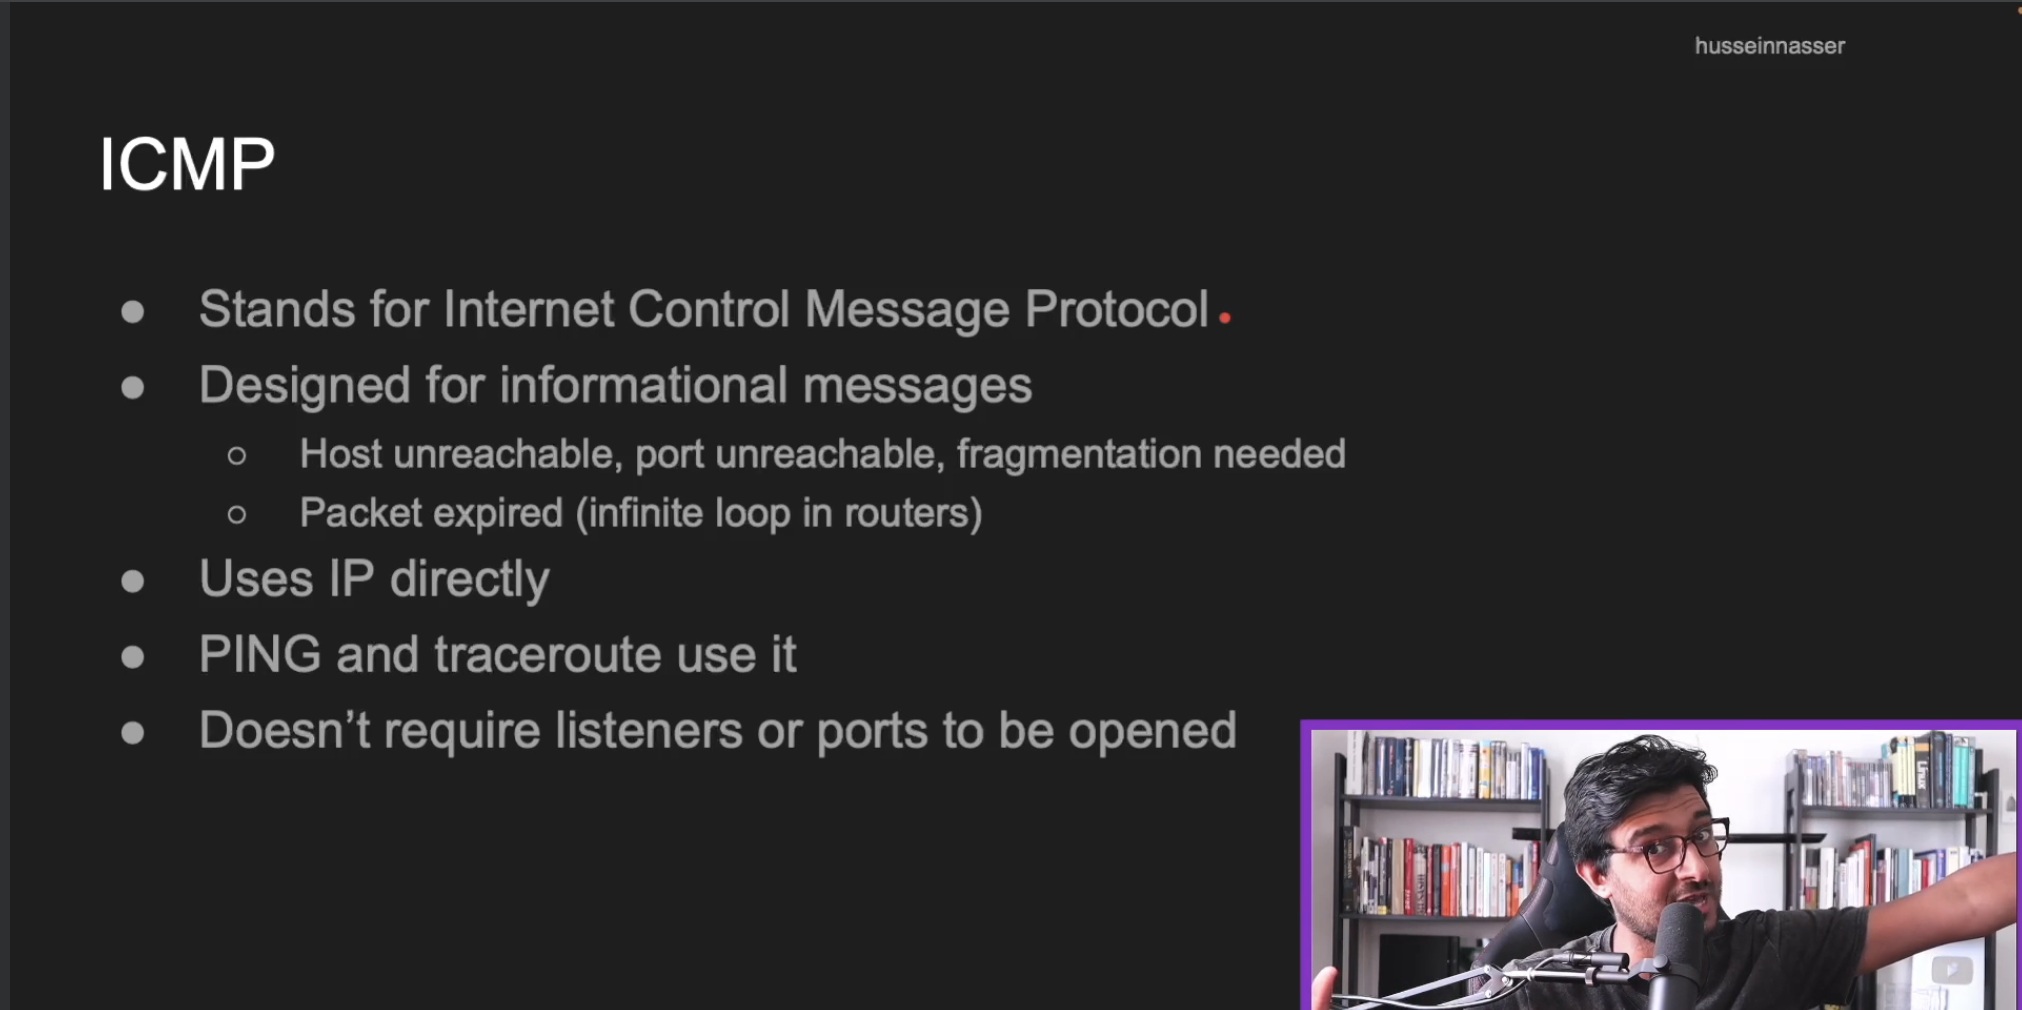 husseinnasser
ICMP
● Stands for Internet Control Message Protocol
● Designed for informational messages
○ Host unreachable, port unreachable, fragmentation needed
○ Packet expired (infinite loop in routers)
● Uses IP directly
● PING and traceroute use it
● Doesn’t require listeners or ports to be opened
Linux